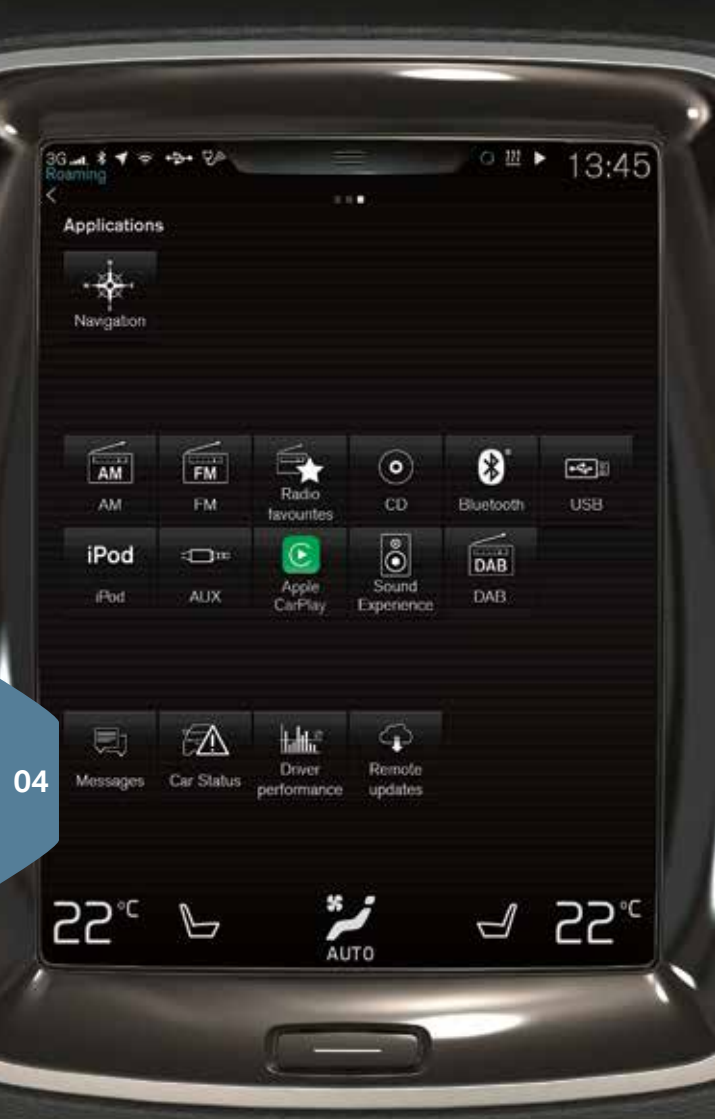 3G
13:45
Roaming
Applications
Navigation
AM
FM
AM
FM
Radio
favourites
CD
Bluetooth
USB
iPod
DAB
iPod
AUX
Apple
CarPlay
Sound
Experience
DAB
Messages
Car Status
Driver
performance
Remote
updates
04
22°C
22°C
AUTO